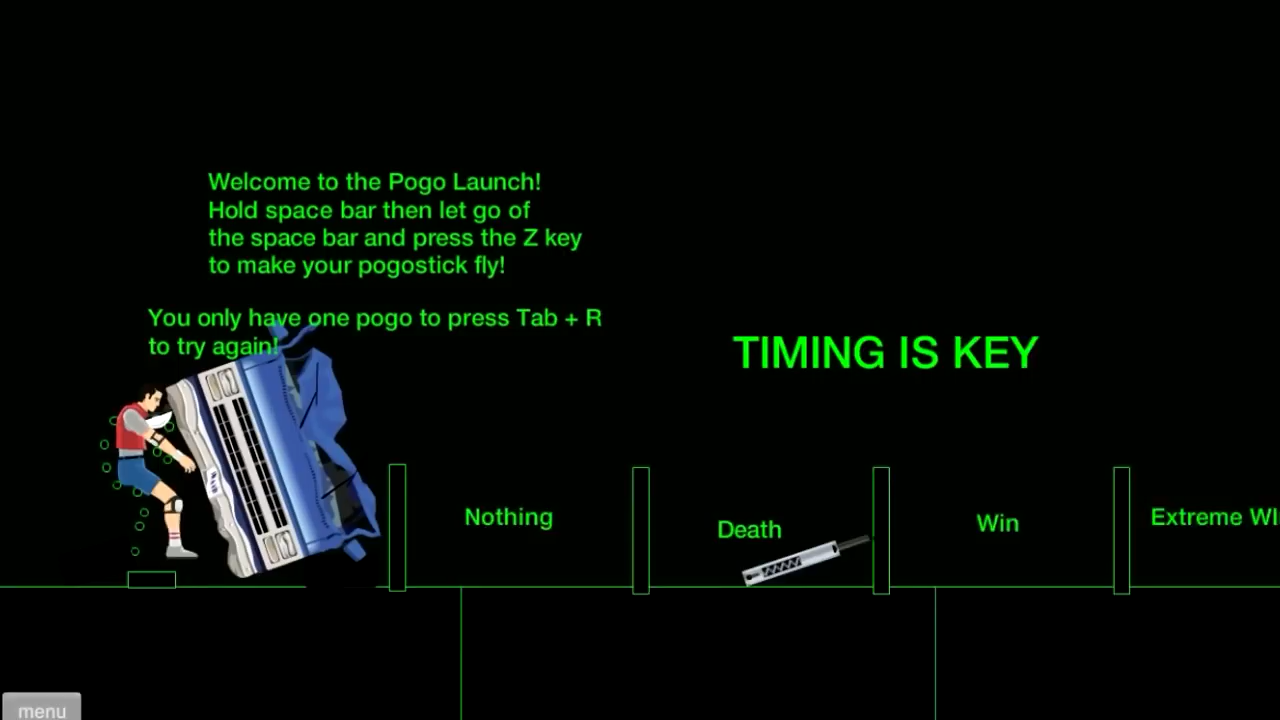 Welcome to the Pogo Launch!
Hold space bar then let go of
the space bar and press the Z key
to make your pogostick fly!
You only have one pogo to press Tab + R
to try again!
TIMING IS KEY
Nothing
Death
Win
Extreme WI
menu